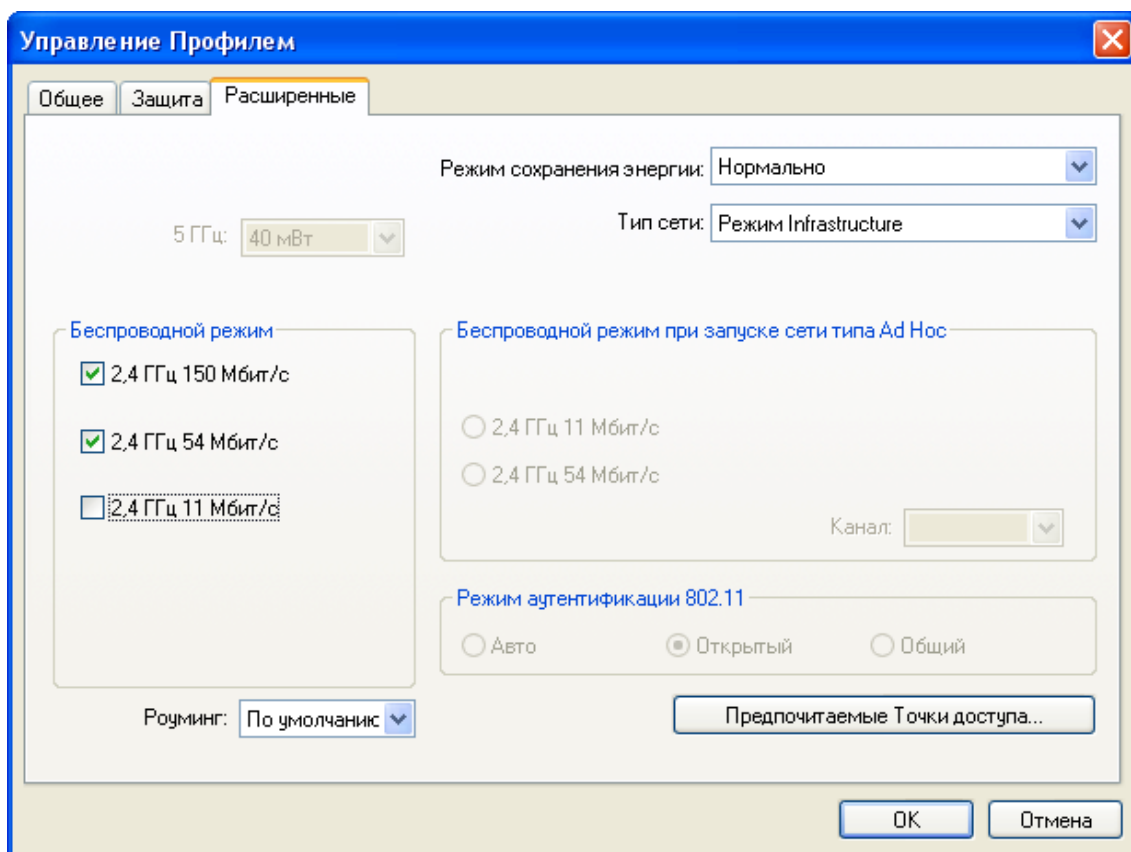 Управление Профилем
Общее Защита Расширенные
Режим сохранения энергии: Нормально
5 ГГц: 40 мВт
Тип сети: Режим Infrastructure
Беспроводной режим
2,4 ГГц 150 Мбит/с
2,4 ГГц 54 Мбит/с
2,4 ГГц 11 Мбит/с
Беспроводной режим при запуске сети типа Ad Hoc
2,4 ГГц 11 Мбит/с
2,4 ГГц 54 Мбит/с
Канал:
Режим аутентификации 802.11
Авто Открытый Общий
Роуминг: По умолчанию
Предпочитаемые Точки доступа...
OK Отмена